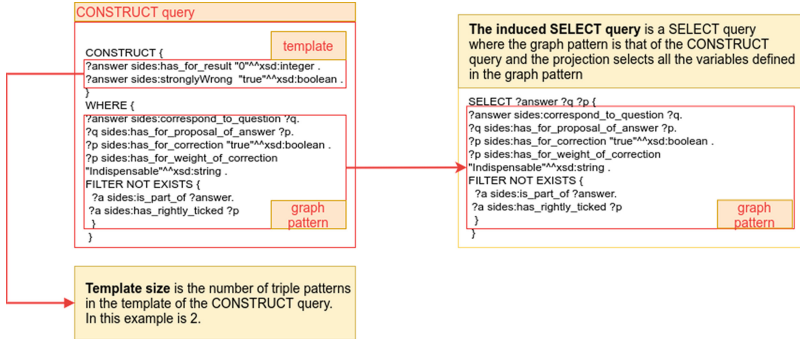 CONSTRUCT query
template
CONSTRUCT {
?answer sides:has_for_result "0"^^xsd:integer .
?answer sides:stronglyWrong "true"^^xsd:boolean .
}
WHERE {
?answer sides:correspond_to_question ?q.
?q sides:has_for_proposal_of_answer ?p.
?p sides:has_for_correction "true"^^xsd:boolean .
?p sides:has_for_weight_of_correction
"Indispensable"^^xsd:string .
FILTER NOT EXISTS {
?a sides:is_part_of ?answer.
?a sides:has_rightly_ticked ?p
}
}
graph
pattern
Template size is the number of triple patterns
in the template of the CONSTRUCT query.
In this example is 2.
The induced SELECT query is a SELECT query
where the graph pattern is that of the CONSTRUCT
query and the projection selects all the variables defined
in the graph pattern
SELECT ?answer ?q ?p {
?answer sides:correspond_to_question ?q.
?q sides:has_for_proposal_of_answer ?p.
?p sides:has_for_correction "true"^^xsd:boolean .
?p sides:has_for_weight_of_correction
"Indispensable"^^xsd:string .
FILTER NOT EXISTS {
?a sides:is_part_of ?answer.
?a sides:has_rightly_ticked ?p
}
}
graph
pattern